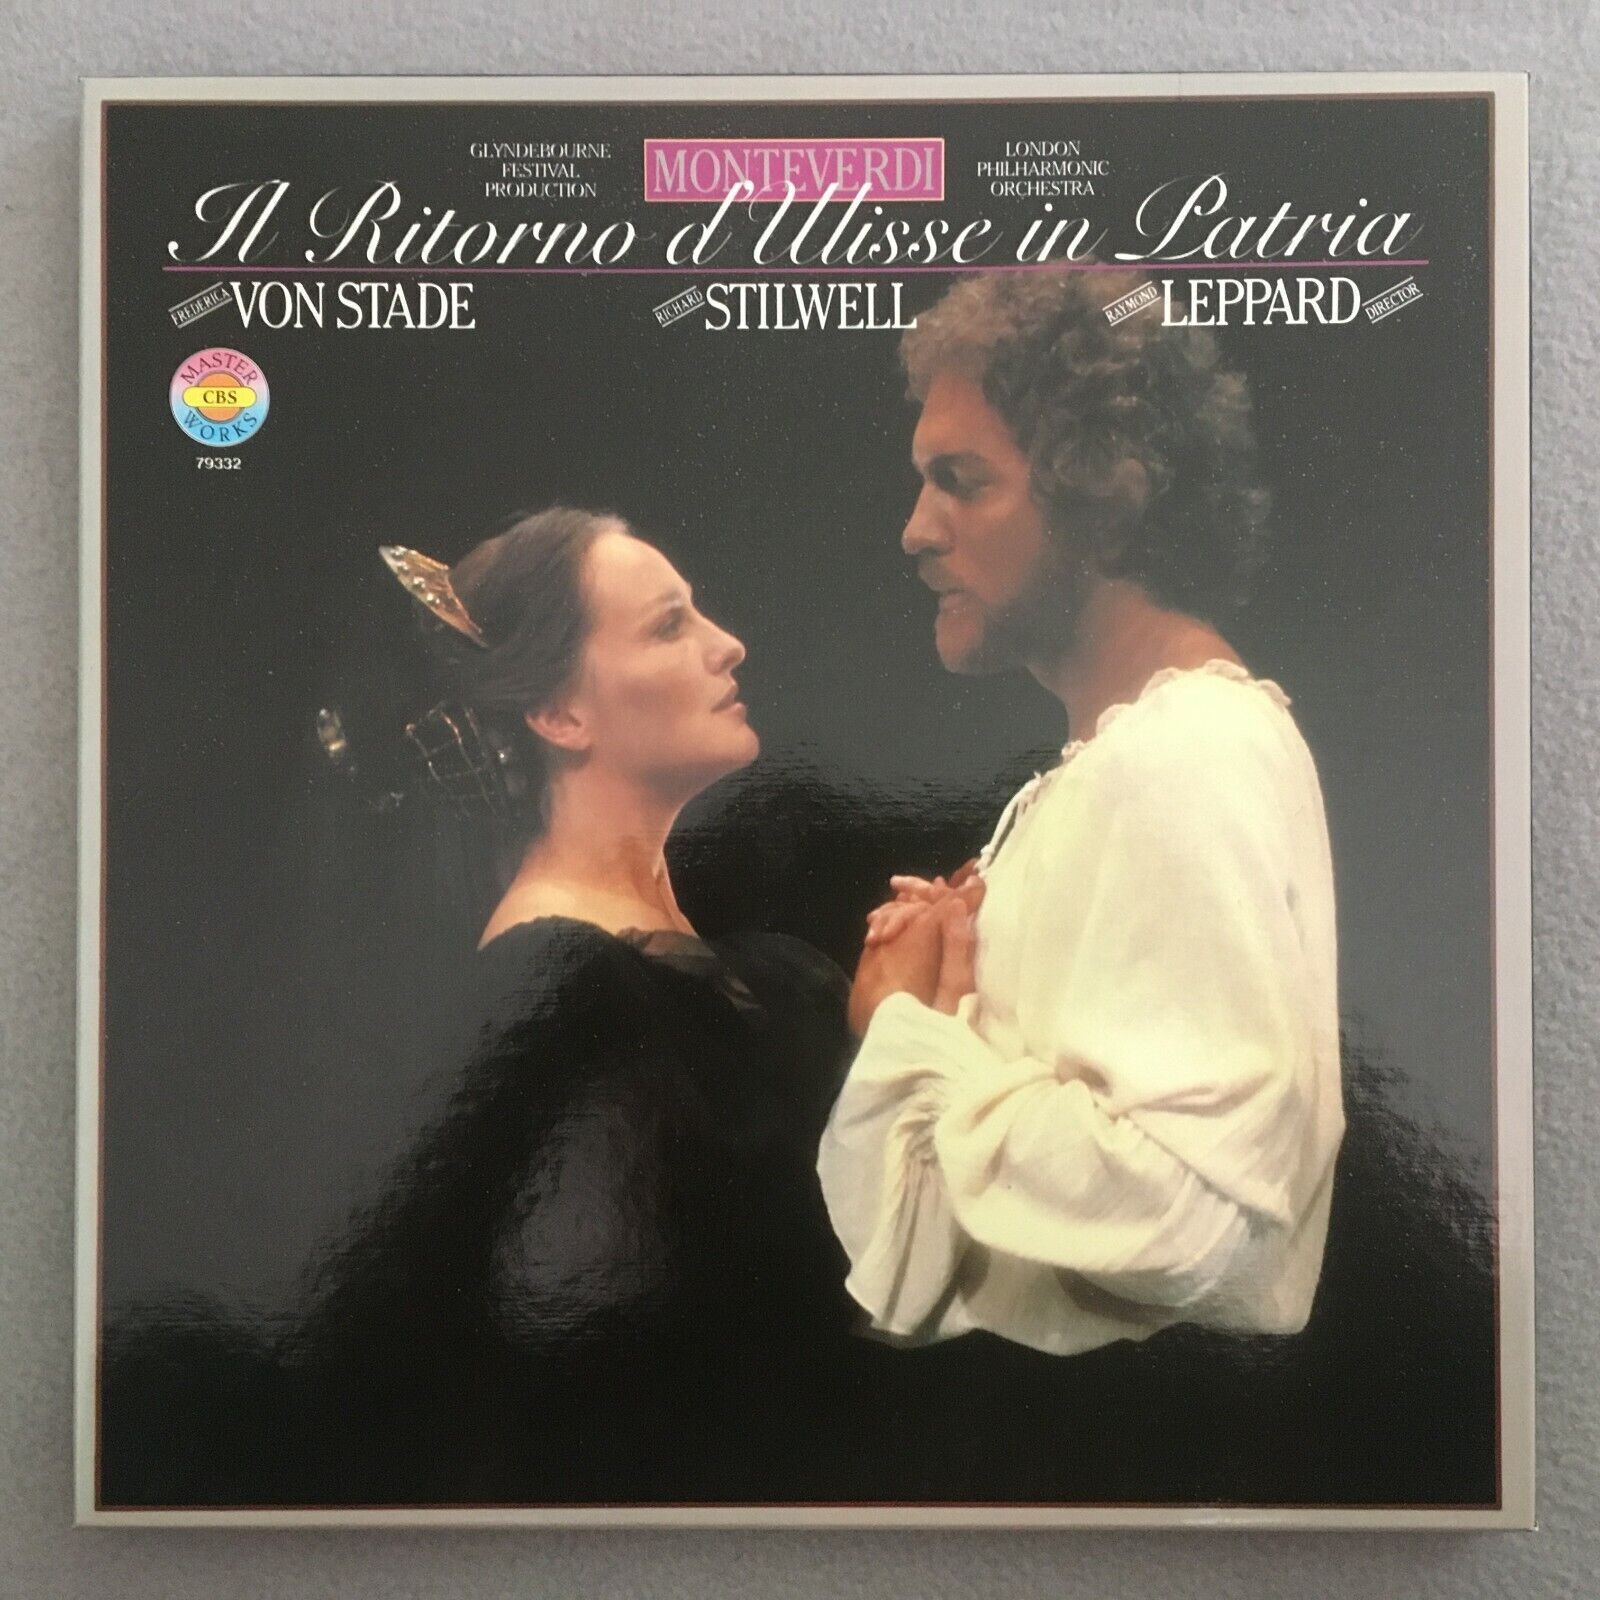 GLYNDEBOURNE
FESTIVAL
PRODUCTION
MONTEVERDI
LONDON
PHILHARMONIC
ORCHESTRA
Il Ritorno d'Ulisse in Patria
FREDERICA VON STADE
RICHARD STILWELL
RAYMOND LEPPARD DIRECTOR
MASTER
CBS
WORKS
79332